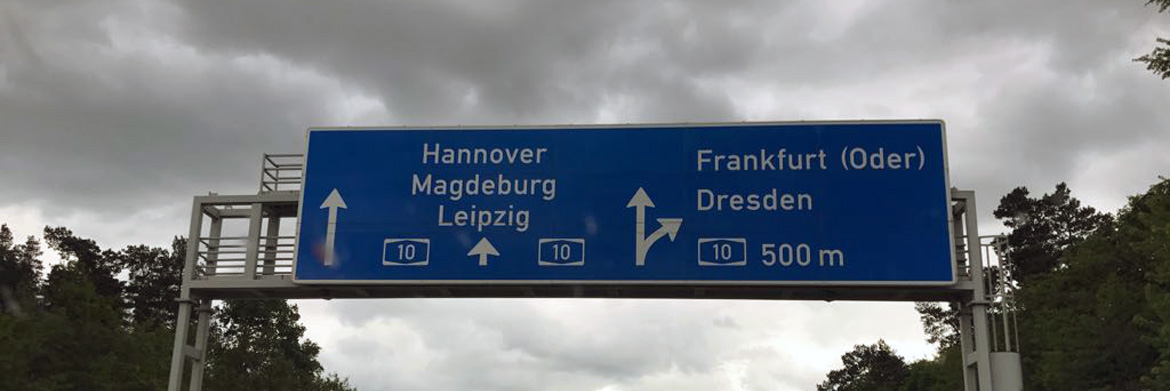 Hannover
Magdeburg
Leipzig
10
10
Frankfurt (Oder)
Dresden
10 500 m